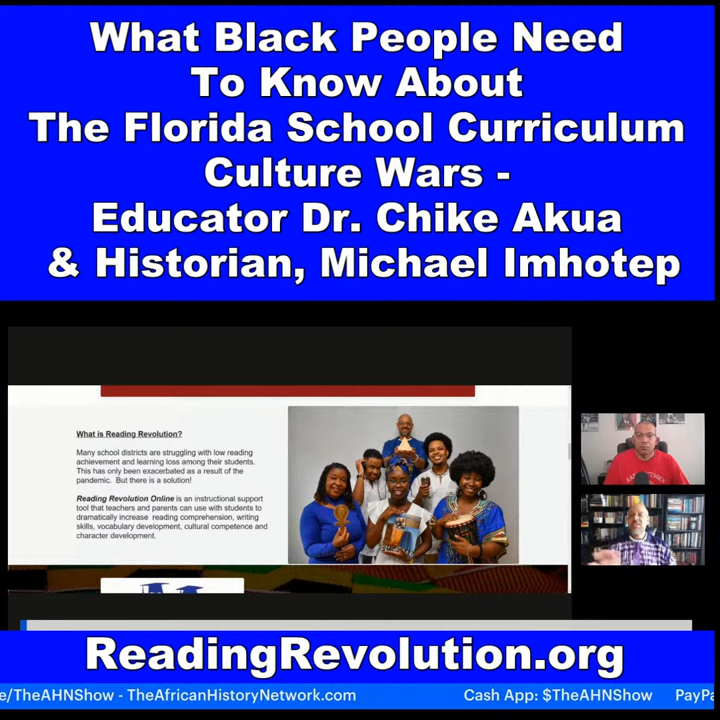 What Black People Need
To Know About
The Florida School Curriculum
Culture Wars -
Educator Dr. Chike Akua
& Historian, Michael Imhotep
What is Reading Revolution?
Many school districts are struggling with low reading
achievement and learning loss among their students.
This has only been exacerbated as a result of the
pandemic. But there is a solution!
Reading Revolution Online is an instructional support
tool that teachers and parents can use with students to
dramatically increase reading comprehension, writing
skills, vocabulary development, cultural competence and
character development.
ReadingRevolution.org
e/TheAHNShow - TheAfricanHistoryNetwork.com Cash App: $TheAHNShow PayPa